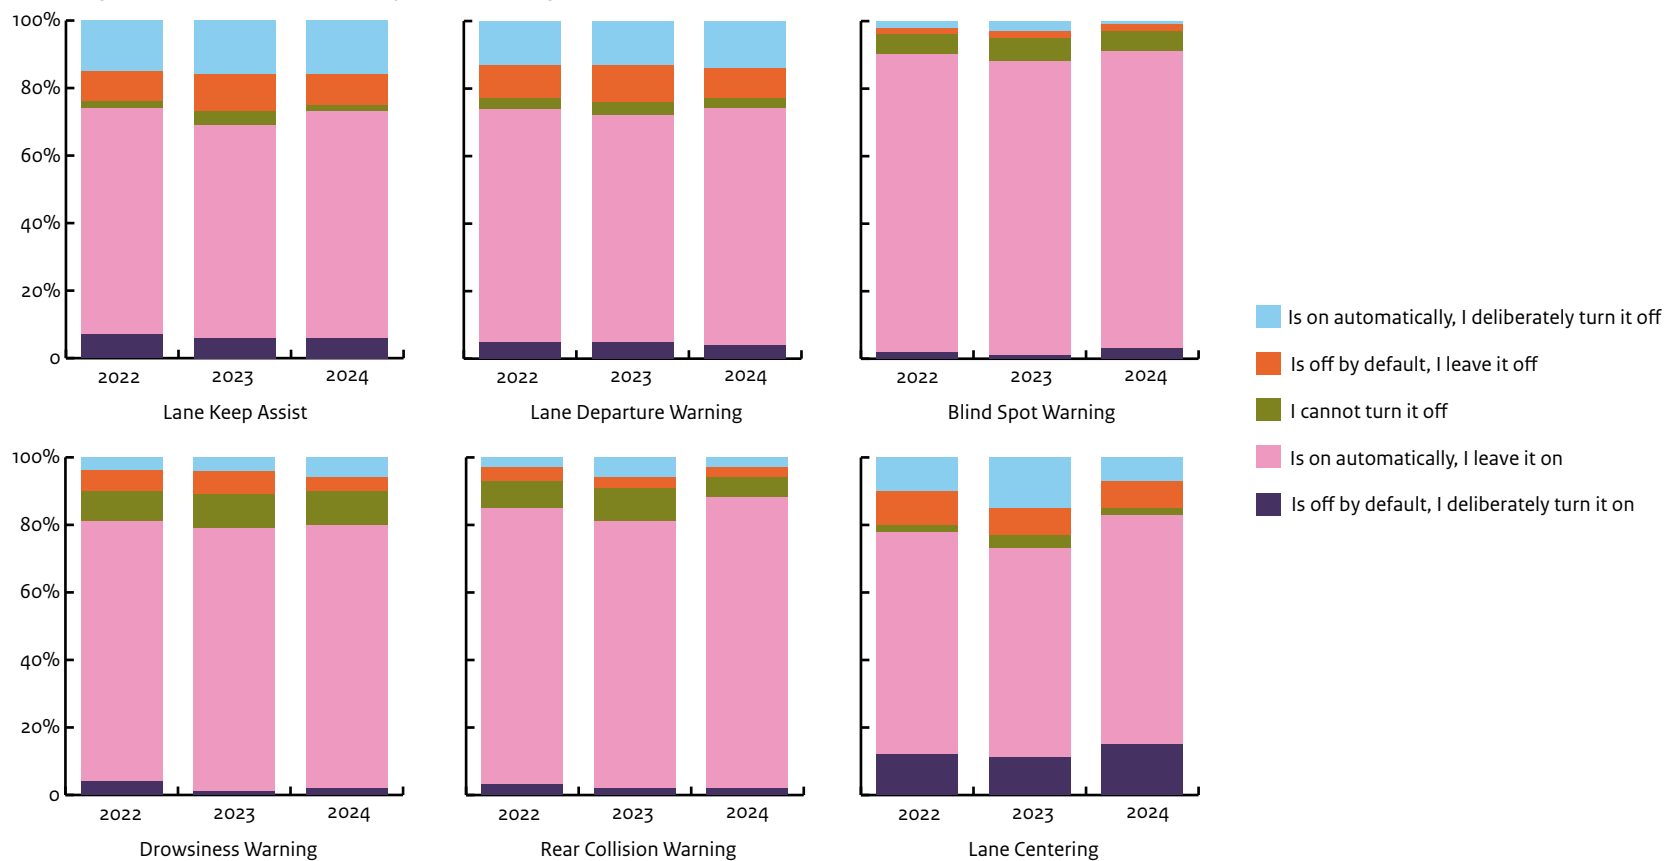 100%
80%
60%
40%
20%
0
2022 2023 2024
Lane Keep Assist
2022 2023 2024
Lane Departure Warning
2022 2023 2024
Blind Spot Warning
Is on automatically, I deliberately turn it off
Is off by default, I leave it off
I cannot turn it off
Is on automatically, I leave it on
Is off by default, I deliberately turn it on
100%
80%
60%
40%
20%
0
2022 2023 2024
Drowsiness Warning
2022 2023 2024
Rear Collision Warning
2022 2023 2024
Lane Centering